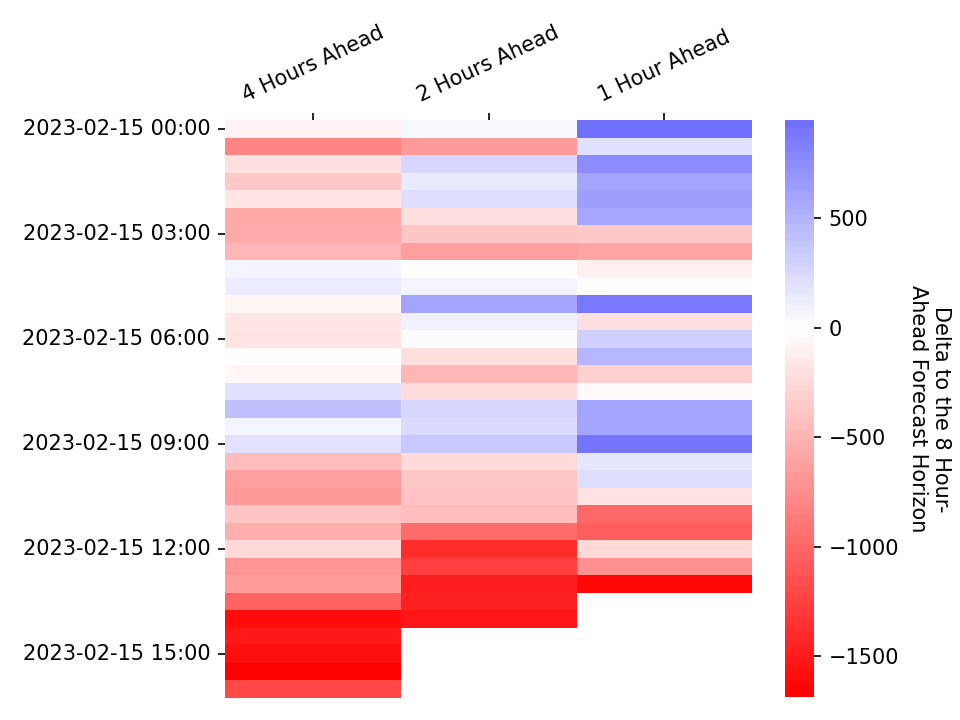 4 Hours Ahead
2 Hours Ahead
1 Hour Ahead
2023-02-15 00:00
2023-02-15 03:00
2023-02-15 06:00
2023-02-15 09:00
2023-02-15 12:00
2023-02-15 15:00
500
0
−500
−1000
−1500
Delta to the 8 Hour-
Ahead Forecast Horizon